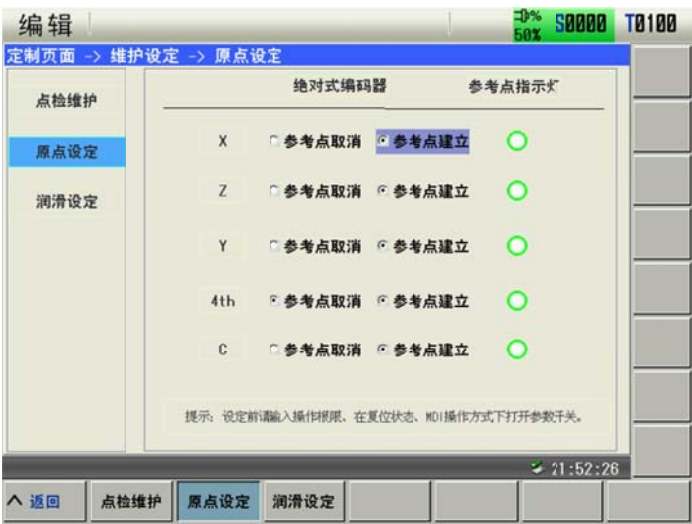 编辑 % 50% S0000 T0100
定制页面 -> 维护设定 -> 原点设定
点检维护
原点设定
润滑设定
绝对式编码器 参考点指示灯
X 参考点取消 参考点建立
Z 参考点取消 参考点建立
Y 参考点取消 参考点建立
4th 参考点取消 参考点建立
C 参考点取消 参考点建立
提示: 设定前请输入操作权限、在复位状态、MDI操作方式下打开参数开关。
21:52:26
返回 点检维护 原点设定 润滑设定